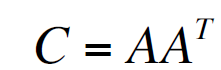 C = AA^T